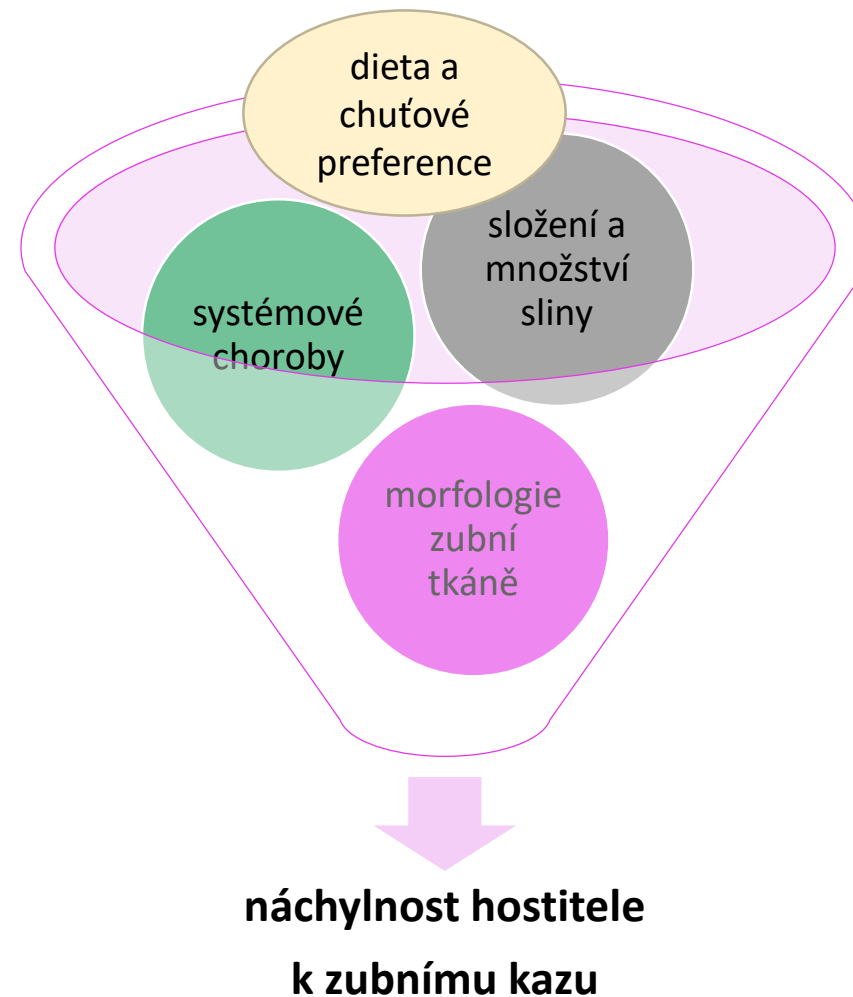 dieta a
chuťové
preference
složení a
množství
sliny
systémové
choroby
morfologie
zubní
tkáně
náchylnost hostitele
k zubnímu kazu